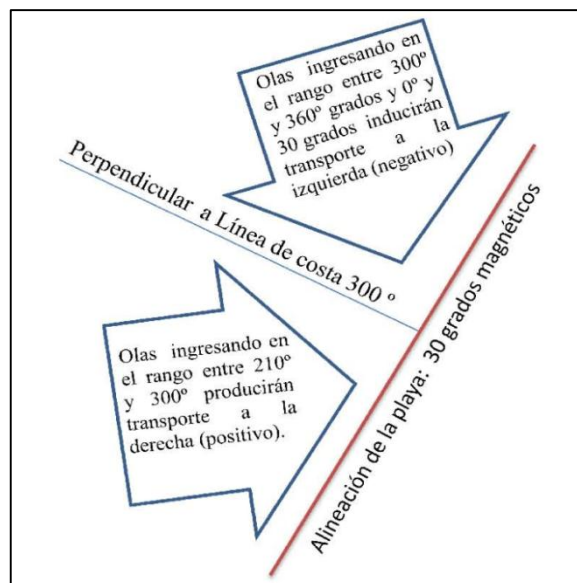 Olas ingresando en
el rango entre 300º
y 360º grados y 0º y
30 grados inducirán
transporte a la
izquierda (negativo)
Perpendicular a Línea de costa 300 º
Olas ingresando en
el rango entre 210º
y 300º producirán
transporte a la
derecha (positivo).
Alineación de la playa: 30 grados magnéticos